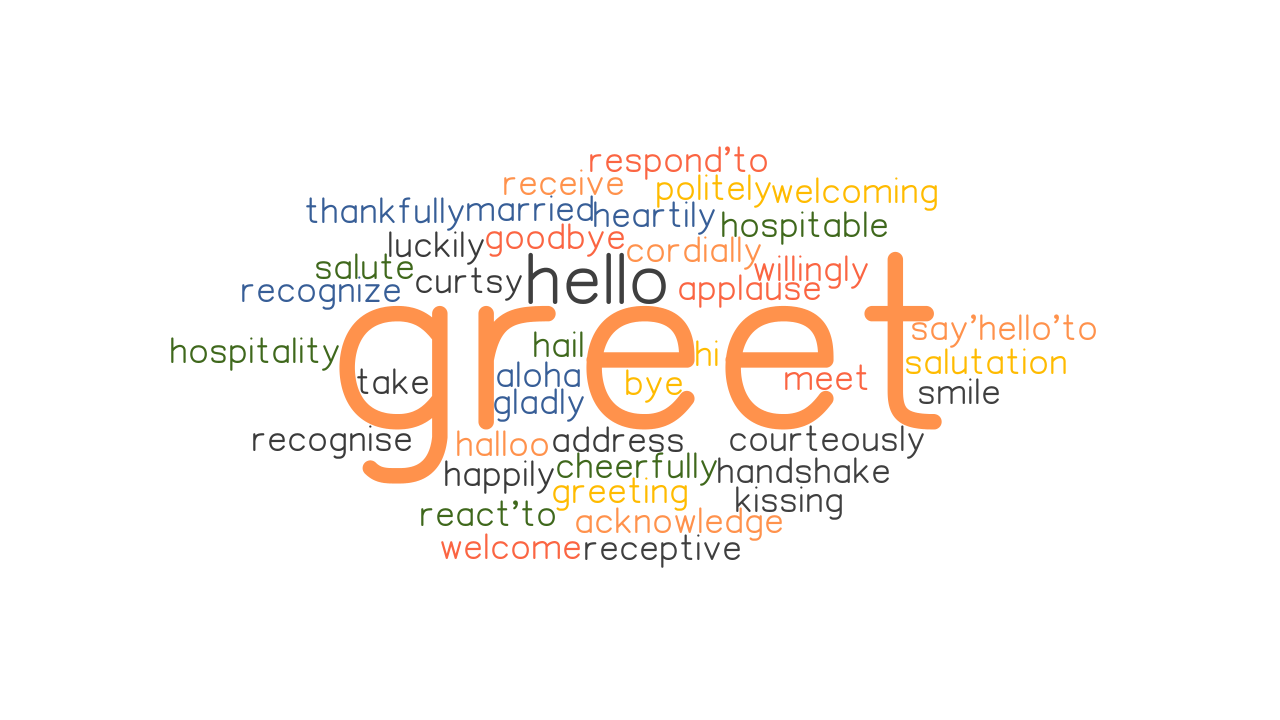 respond'to
receive
politely
welcoming
thankfully
married
heartily
hospitable
luckily
goodbye
cordially
salute
curtsy
hello
willingly
recognize
applause
greet
say'hello'to
hospitality
hail
hi
salutation
take
aloha
bye
meet
smile
gladly
recognise
halloo
address
courteously
happily
cheerfully
handshake
greeting
kissing
react'to
acknowledge
welcome
receptive